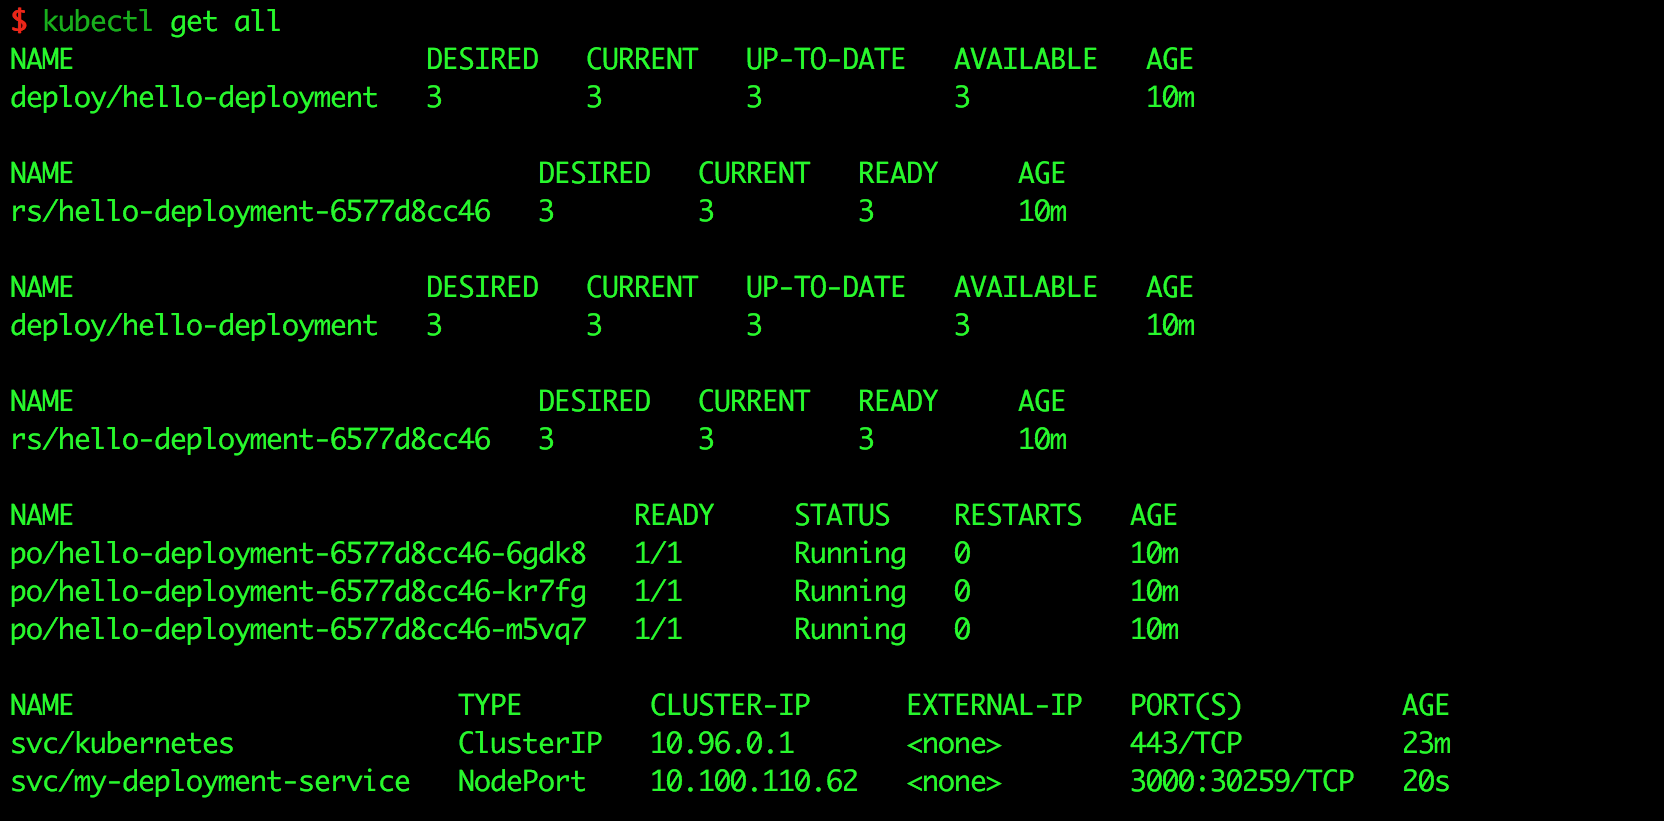 $ kubectl get all
NAME DESIRED CURRENT UP-TO-DATE AVAILABLE AGE
deploy/hello-deployment 3 3 3 3 10m
NAME DESIRED CURRENT READY AGE
rs/hello-deployment-6577d8cc46 3 3 3 10m
NAME DESIRED CURRENT UP-TO-DATE AVAILABLE AGE
deploy/hello-deployment 3 3 3 3 10m
NAME DESIRED CURRENT READY AGE
rs/hello-deployment-6577d8cc46 3 3 3 10m
NAME READY STATUS RESTARTS AGE
po/hello-deployment-6577d8cc46-6gdk8 1/1 Running 0 10m
po/hello-deployment-6577d8cc46-kr7fg 1/1 Running 0 10m
po/hello-deployment-6577d8cc46-m5vq7 1/1 Running 0 10m
NAME TYPE CLUSTER-IP EXTERNAL-IP PORT(S) AGE
svc/kubernetes ClusterIP 10.96.0.1 <none> 443/TCP 23m
svc/my-deployment-service NodePort 10.100.110.62 <none> 3000:30259/TCP 20s